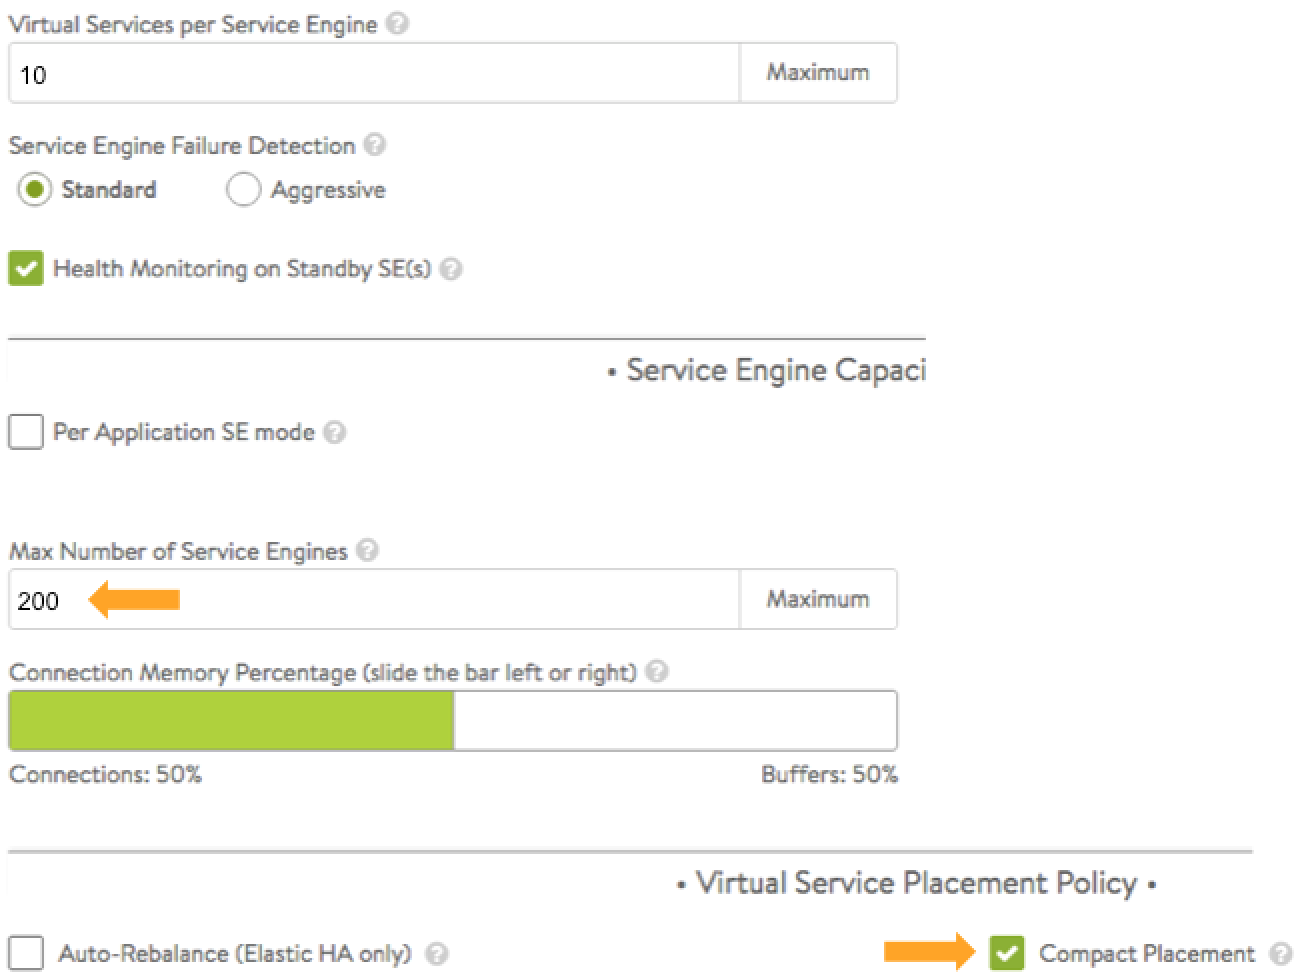 Virtual Services per Service Engine ?
10 Maximum
Service Engine Failure Detection ?
Standard Aggressive
Health Monitoring on Standby SE(s) ?
• Service Engine Capaci
Per Application SE mode ?
Max Number of Service Engines ?
200 Maximum
Connection Memory Percentage (slide the bar left or right) ?
Connections: 50% Buffers: 50%
• Virtual Service Placement Policy •
Auto-Rebalance (Elastic HA only) ? Compact Placement ?